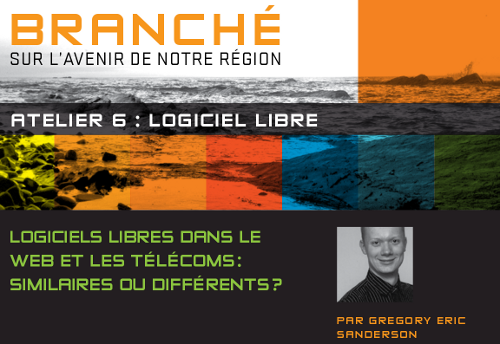 BRANCHÉ
SUR L'AVENIR DE NOTRE RÉGION
ATELIER 6 : LOGICIEL LIBRE
LOGICIELS LIBRES DANS LE
WEB ET LES TÉLÉCOMS :
SIMILAIRES OU DIFFÉRENTS ?
PAR GREGORY ERIC
SANDERSON